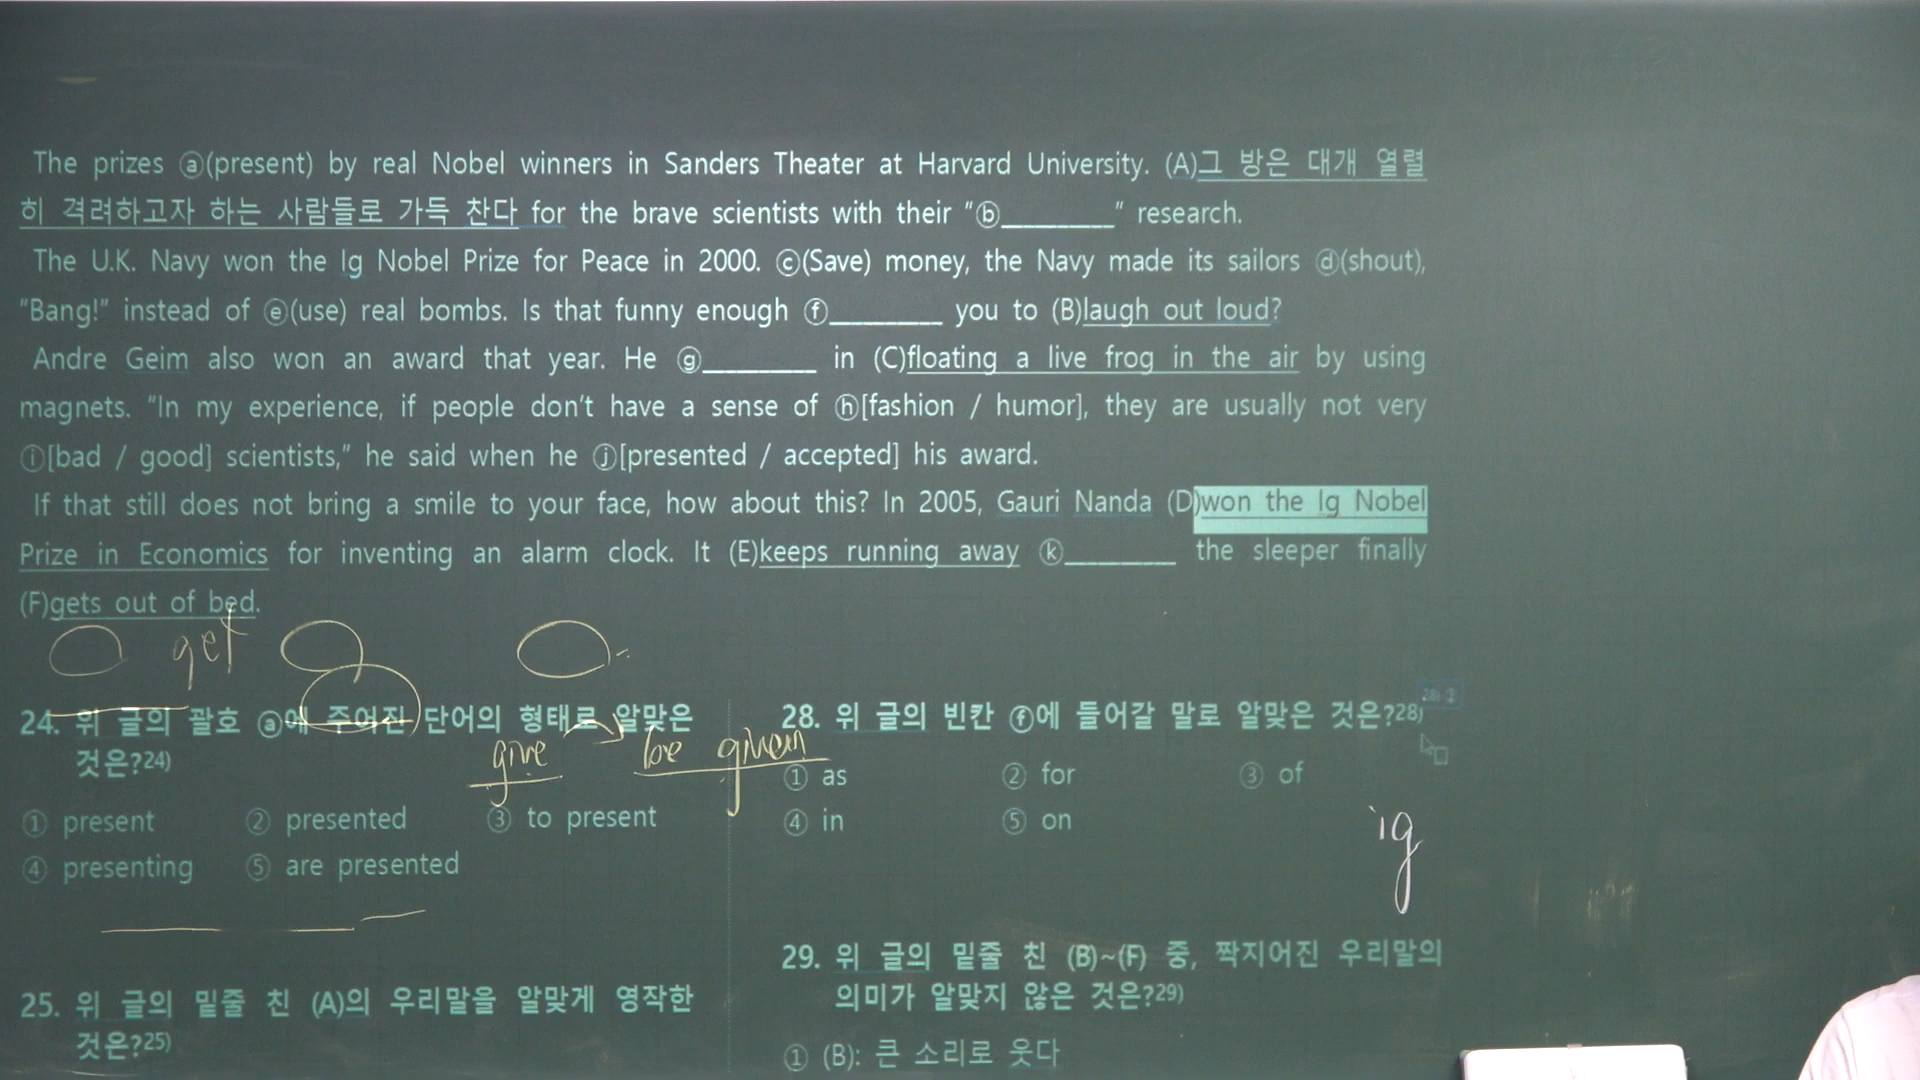 The prizes ⓐ(present) by real Nobel winners in Sanders Theater at Harvard University. (A)그 방은 대개 열렬
히 격려하고자 하는 사람들로 가득 찬다 for the brave scientists with their "ⓑ________" research.
The U.K. Navy won the Ig Nobel Prize for Peace in 2000. ⓒ(Save) money, the Navy made its sailors ⓓ(shout),
"Bang!" instead of ⓔ(use) real bombs. Is that funny enough ⓕ________ you to (B)laugh out loud?
Andre Geim also won an award that year. He ⓖ________ in (C)floating a live frog in the air by using
magnets. "In my experience, if people don't have a sense of ⓗ[fashion / humor], they are usually not very
ⓘ[bad / good] scientists," he said when he ⓙ[presented / accepted] his award.
If that still does not bring a smile to your face, how about this? In 2005, Gauri Nanda (D)won the Ig Nobel
Prize in Economics for inventing an alarm clock. It (E)keeps running away ⓚ________ the sleeper finally
(F)gets out of bed.
get
24. 위 글의 괄호 ⓐ에 주어진 단어의 형태로 알맞은
것은?24)
give be given
① present ② presented ③ to present
④ presenting ⑤ are presented
25. 위 글의 밑줄 친 (A)의 우리말을 알맞게 영작한
것은?25)
28. 위 글의 빈칸 ⓕ에 들어갈 말로 알맞은 것은?28)
① as ② for ③ of
④ in ⑤ on
ig
29. 위 글의 밑줄 친 (B)~(F) 중, 짝지어진 우리말의
의미가 알맞지 않은 것은?29)
① (B): 큰 소리로 웃다